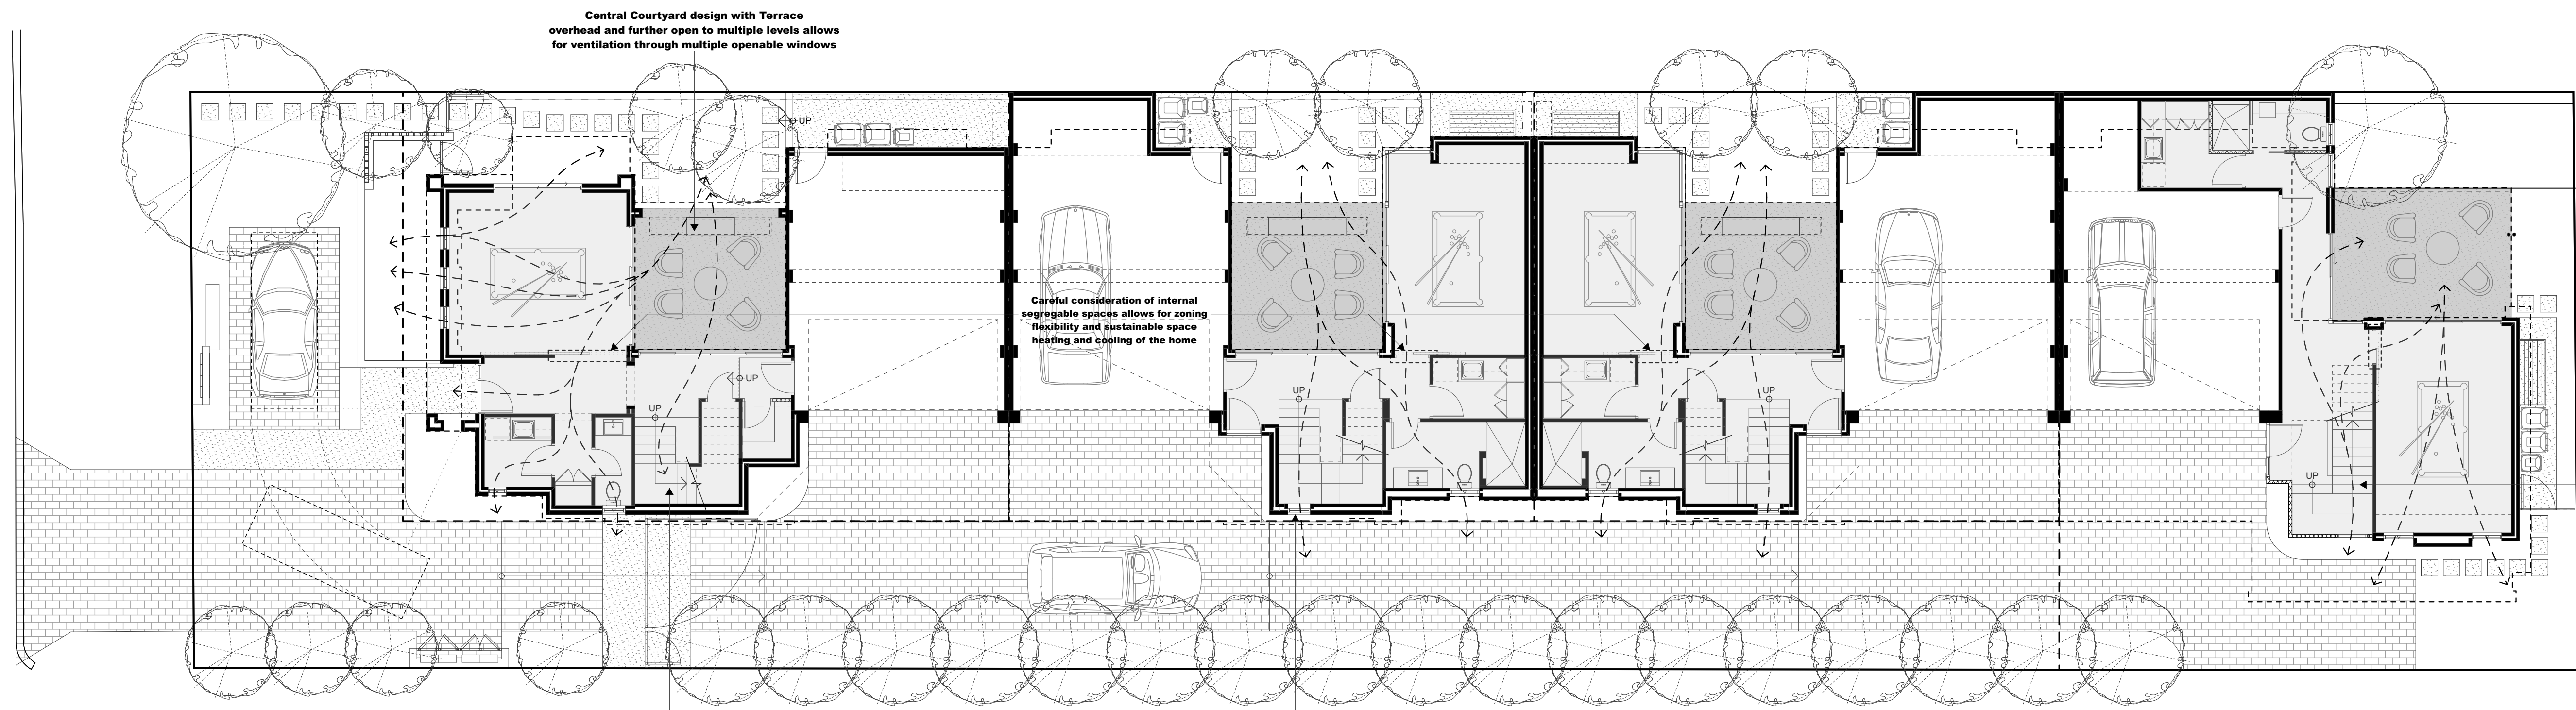 Central Courtyard design with Terrace
overhead and further open to multiple levels allows
for ventilation through multiple openable windows
UP
Careful consideration of internal
segregable spaces allows for zoning
flexibility and sustainable space
heating and cooling of the home
UP
UP
UP
UP
UP